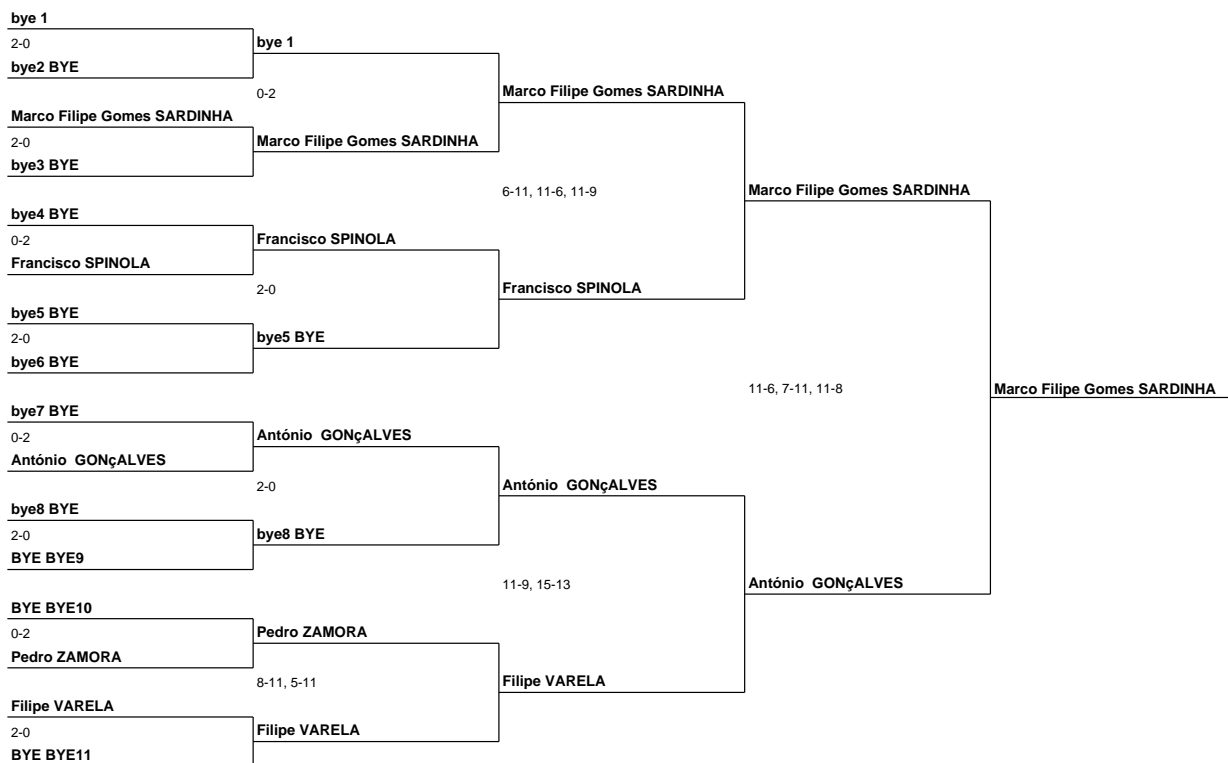 bye 1
2-0
bye 1
bye2 BYE
0-2
Marco Filipe Gomes SARDINHA
Marco Filipe Gomes SARDINHA
2-0
Marco Filipe Gomes SARDINHA
bye3 BYE
6-11, 11-6, 11-9
Marco Filipe Gomes SARDINHA
bye4 BYE
0-2
Francisco SPINOLA
Francisco SPINOLA
2-0
Francisco SPINOLA
bye5 BYE
2-0
bye5 BYE
bye6 BYE
11-6, 7-11, 11-8
Marco Filipe Gomes SARDINHA
bye7 BYE
0-2
António  GONçALVES
António  GONçALVES
2-0
António  GONçALVES
bye8 BYE
2-0
bye8 BYE
BYE BYE9
11-9, 15-13
António  GONçALVES
BYE BYE10
0-2
Pedro ZAMORA
Pedro ZAMORA
8-11, 5-11
Filipe VARELA
Filipe VARELA
2-0
Filipe VARELA
BYE BYE11